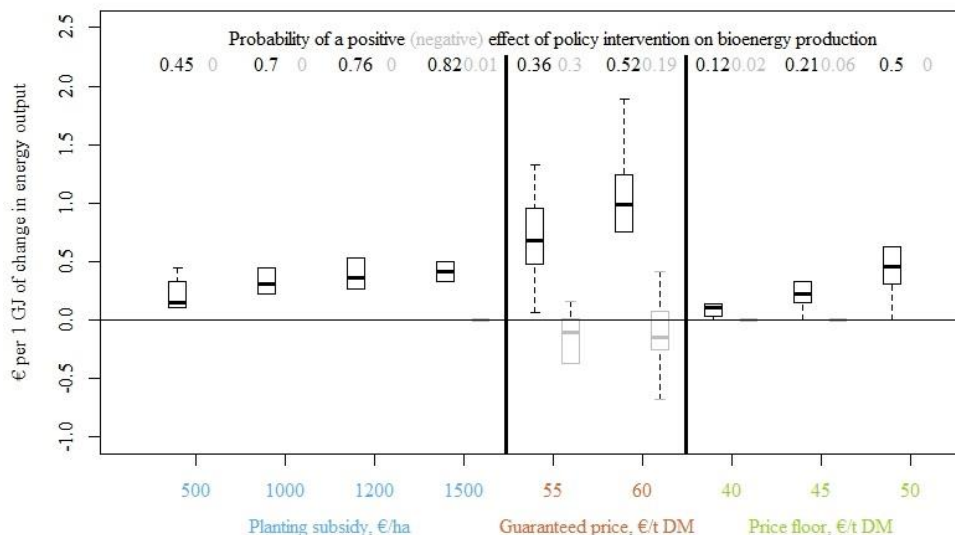 Probability of a positive (negative) effect of policy intervention on bioenergy production
0.45 0 0.7 0 0.76 0 0.82 0.01 0.36 0.3 0.52 0.19 0.12 0.02 0.21 0.06 0.5 0
€ per 1 GJ of change in energy output
2.5
2.0
1.5
1.0
0.5
0.0
-0.5
-1.0
500 1000 1200 1500 55 60 40 45 50
Planting subsidy, €/ha Guaranteed price, €/t DM Price floor, €/t DM